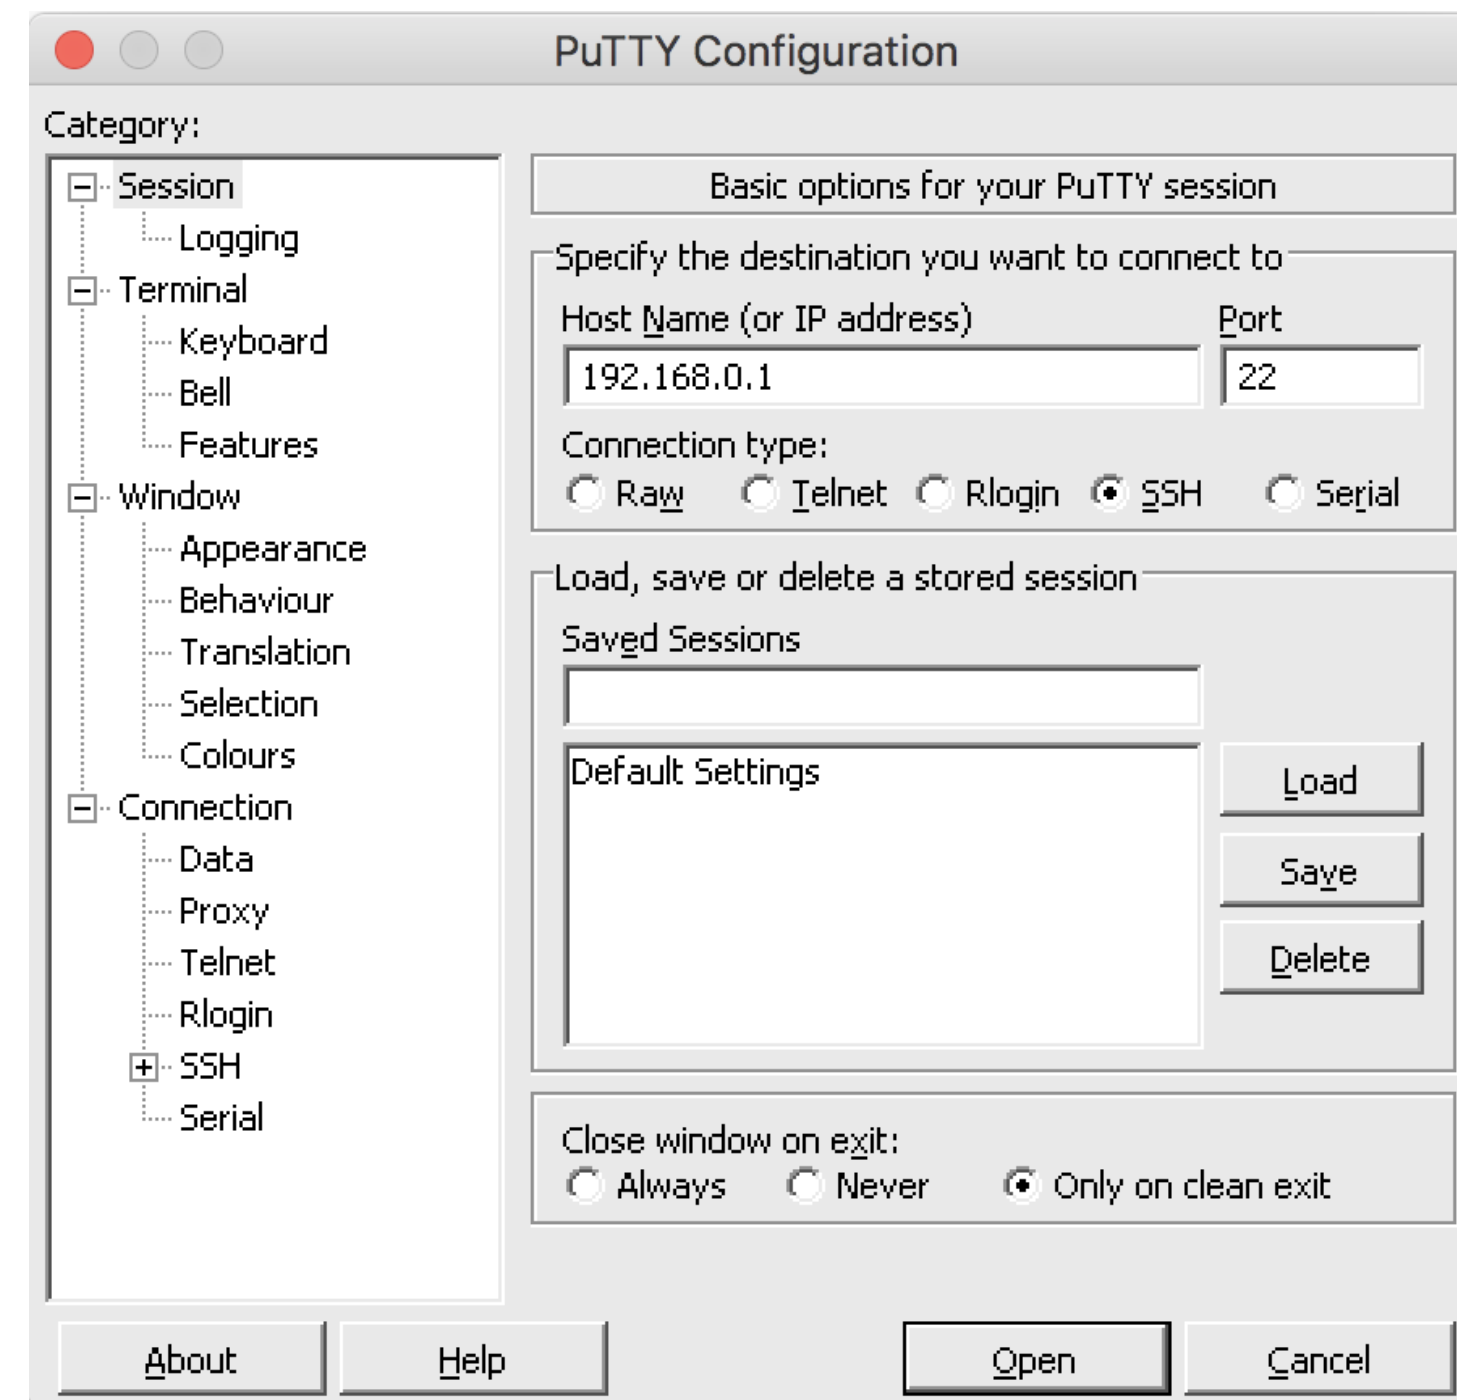 PuTTY Configuration
Category:
Session
Logging
Terminal
Keyboard
Bell
Features
Window
Appearance
Behaviour
Translation
Selection
Colours
Connection
Data
Proxy
Telnet
Rlogin
SSH
Serial
Basic options for your PuTTY session
Specify the destination you want to connect to
Host Name (or IP address) Port
192.168.0.1 22
Connection type:
Raw Telnet Rlogin SSH Serial
Load, save or delete a stored session
Saved Sessions
Default Settings
Load
Save
Delete
Close window on exit:
Always Never Only on clean exit
About Help Open Cancel